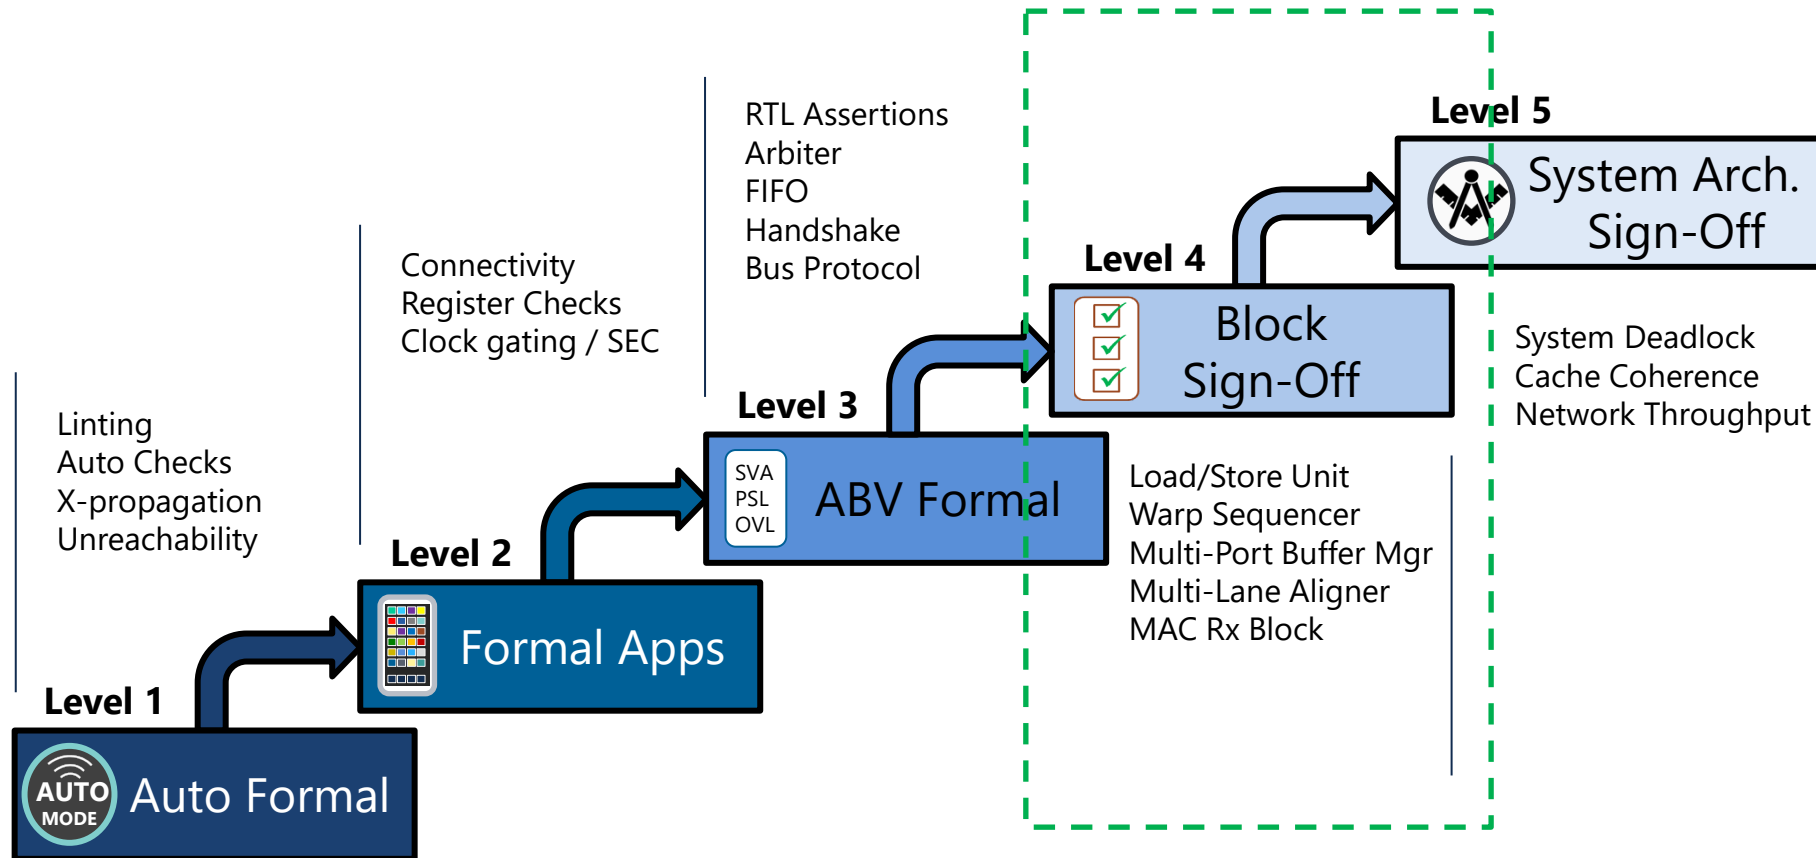 Linting
Auto Checks
X-propagation
Unreachability
Level 1
AUTO
MODE
Auto Formal
Connectivity
Register Checks
Clock gating / SEC
Level 2
Formal Apps
RTL Assertions
Arbiter
FIFO
Handshake
Bus Protocol
Level 3
SVA
PSL
OVL
ABV Formal
Level 4
Block
Sign-Off
Load/Store Unit
Warp Sequencer
Multi-Port Buffer Mgr
Multi-Lane Aligner
MAC Rx Block
Level 5
System Arch.
Sign-Off
System Deadlock
Cache Coherence
Network Throughput